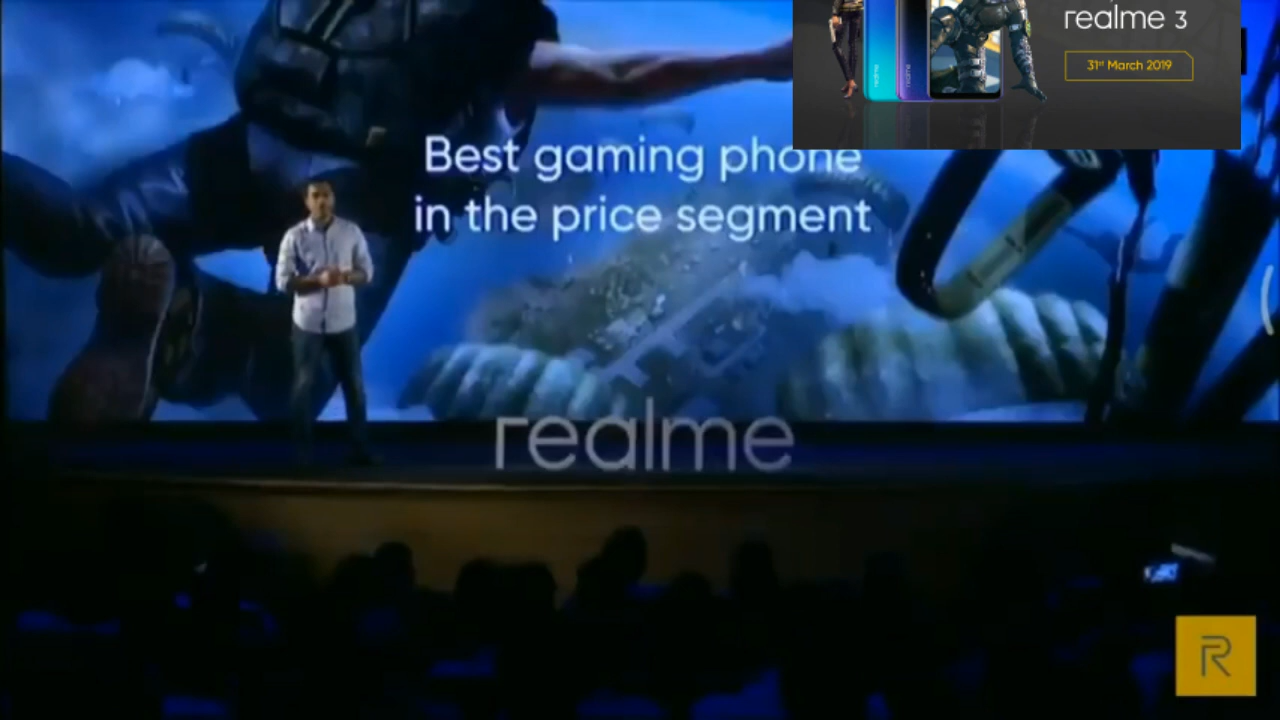 realme 3
31st March 2019
Best gaming phone
in the price segment
realme
R